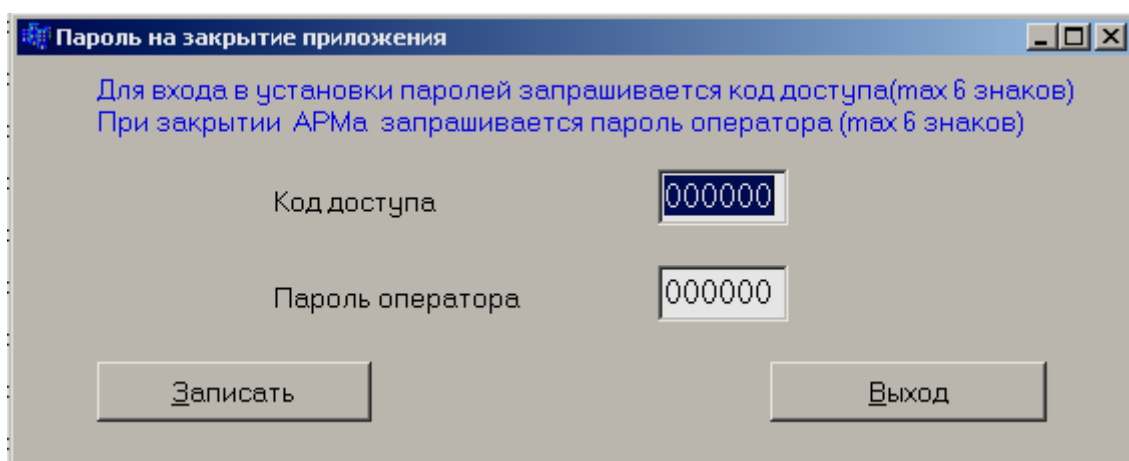 Пароль на закрытие приложения
Для входа в установки паролей запрашивается код доступа(max 6 знаков)
При закрытии АРМа запрашивается пароль оператора (max 6 знаков)
Код доступа 000000
Пароль оператора 000000
Записать Выход